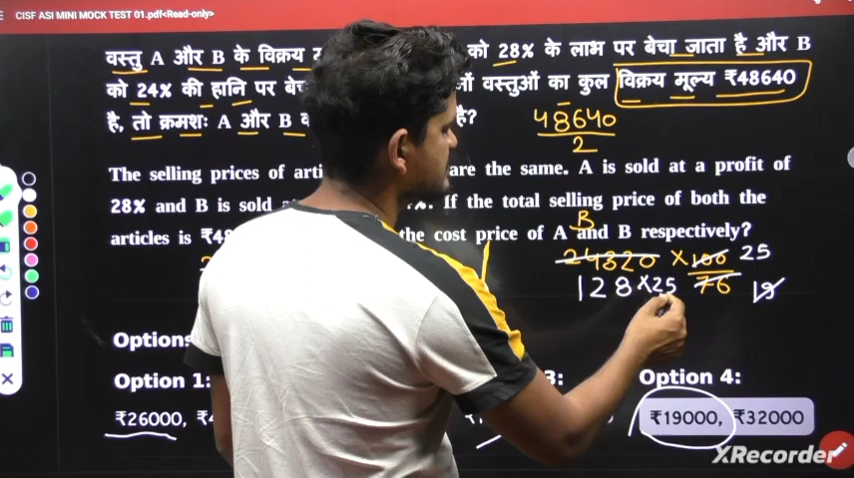 CISF ASI MINI MOCK TEST 01.pdf<Read-only>
वस्तु A और B के विक्रय को 28% के लाभ पर बेचा जाता है और B
को 24% की हानि पर वस्तुओं का कुल विक्रय मूल्य ₹48640
है, तो क्रमशः A और B है?
48640
2
The selling prices of are the same. A is sold at a profit of
28% and B is sold If the total selling price of both the
articles is the cost price of A and B respectively?
B
24320 × 100 25
128×25 76 19
Options
Option 1: 3: Option 4:
₹26000, ₹19000, ₹32000
XRecorder